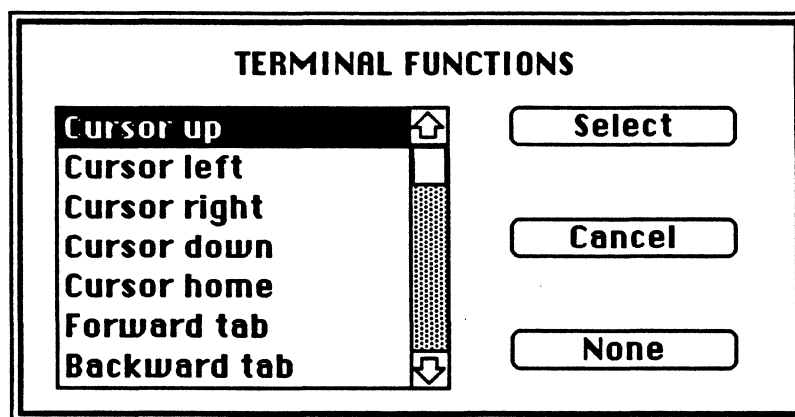 TERMINAL FUNCTIONS
Cursor up
Cursor left
Cursor right
Cursor down
Cursor home
Forward tab
Backward tab
Select
Cancel
None